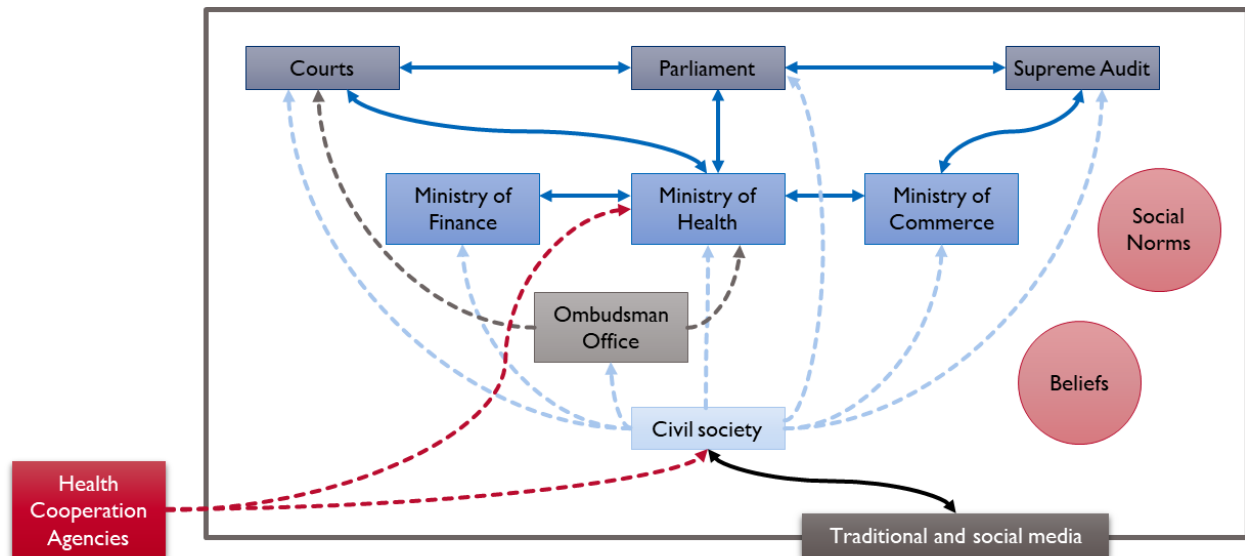 Courts
Parliament
Supreme Audit
Ministry of
Finance
Ministry of
Health
Ministry of
Commerce
Social
Norms
Ombudsman
Office
Beliefs
Civil society
Health
Cooperation
Agencies
Traditional and social media